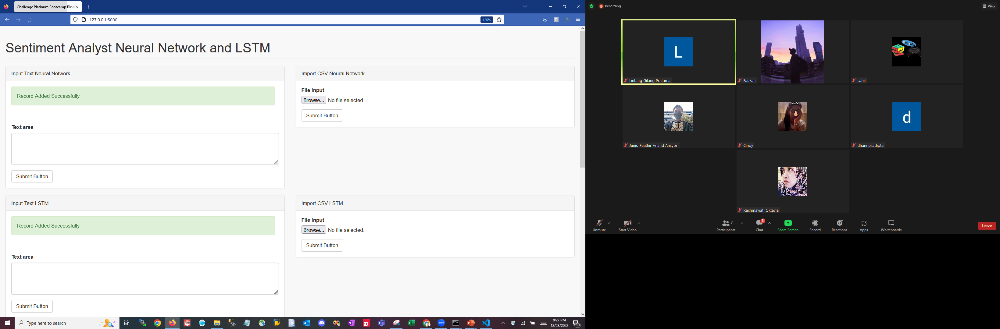 Challenge Platinum Bootcamp Bina
127.0.0.1:5000
120%
Sentiment Analyst Neural Network and LSTM
Input Text Neural Network
Record Added Successfully
Text area
Submit Button
Import CSV Neural Network
File input
Browse... No file selected.
Submit Button
Input Text LSTM
Record Added Successfully
Text area
Submit Button
Import CSV LSTM
File input
Browse... No file selected.
Submit Button
Type here to search
9:27 PM
12/23/2022
30
Recording
View
L
Lintang Gilang Pratama
Fauzan
sabil
Junio Faathir Anand Ansyori
Cindy
d
dhani pradipta
Rachmawati Oktavia
Unmute
Start Video
7
Participants
3
Chat
Share Screen
Record
Reactions
Apps
Whiteboards
Leave